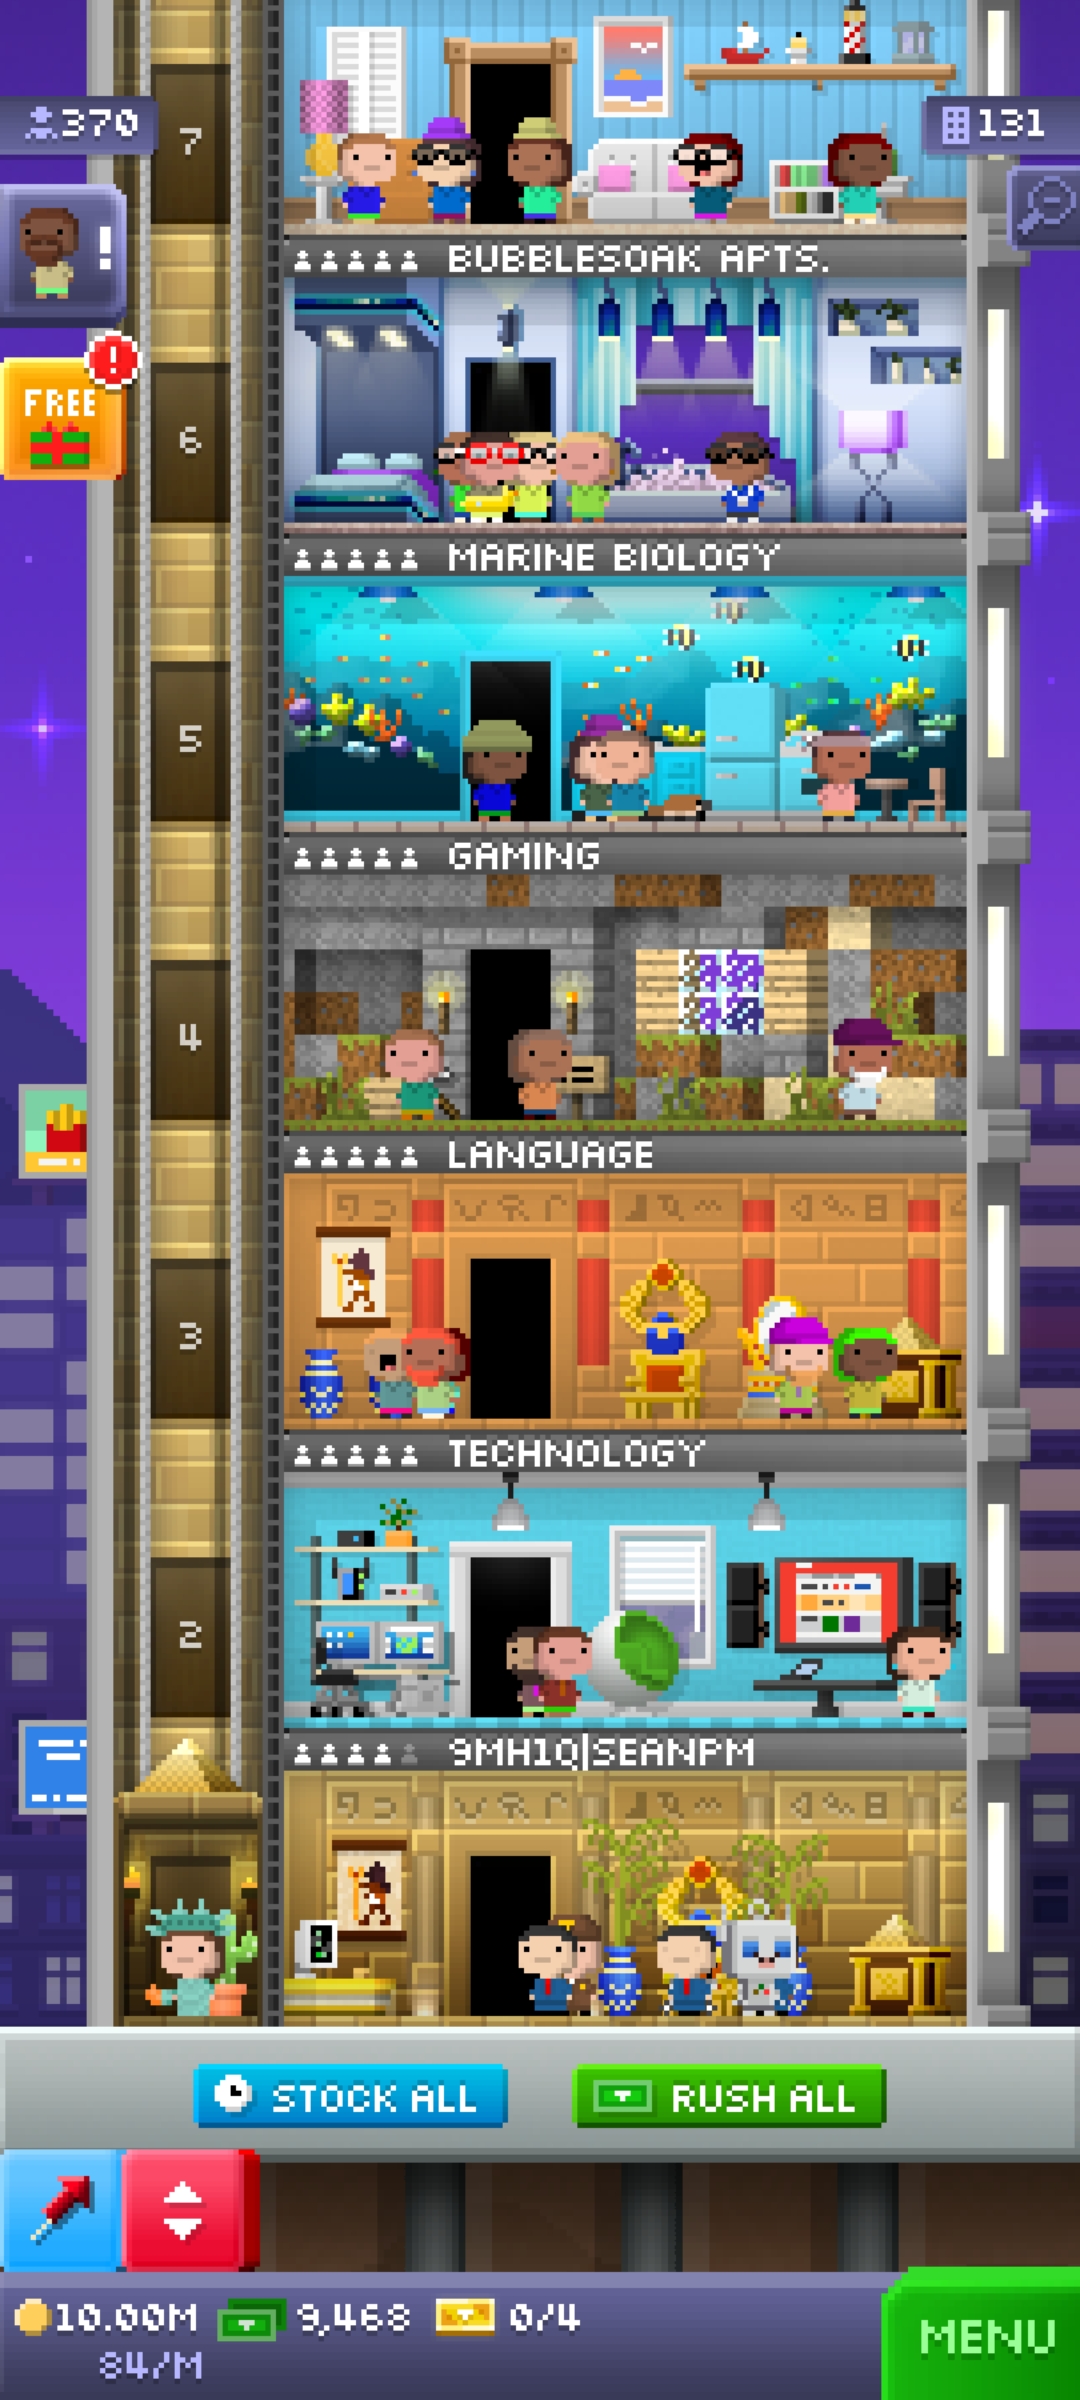 370
7
131
!
BUBBLESOAK APTS.
!
FREE
6
MARINE BIOLOGY
5
GAMING
4
LANGUAGE
3
TECHNOLOGY
2
9MH1Q|SEANPM
STOCK ALL
RUSH ALL
10.00M
9,468
0/4
84/M
MENU